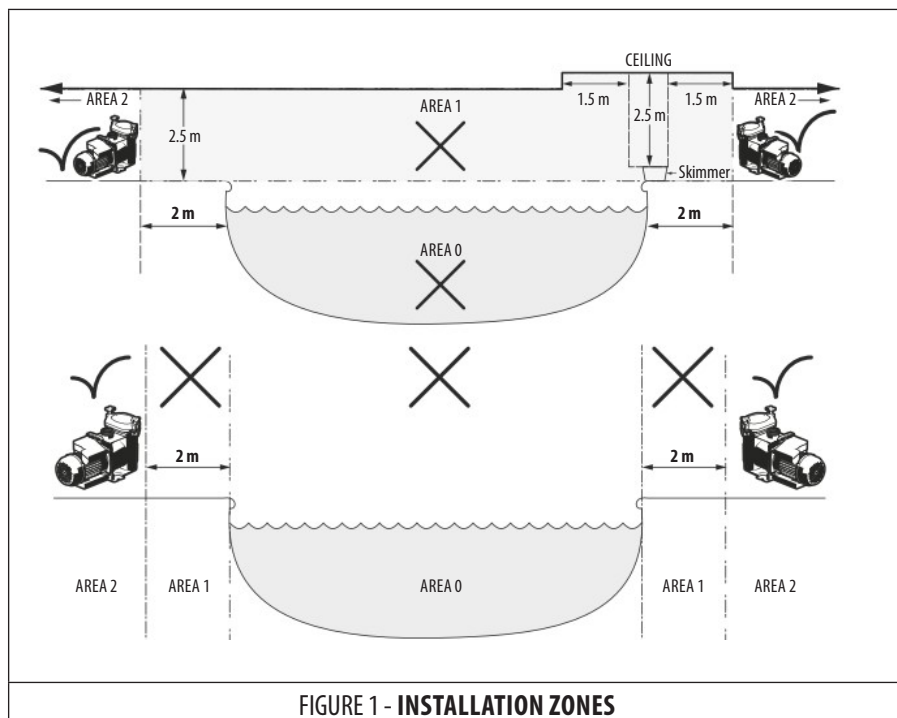 CEILING
AREA 2
AREA 1
1.5 m
1.5 m
AREA 2
2.5 m
2.5 m
Skimmer
2 m
2 m
AREA 0
2 m
2 m
AREA 2
AREA 1
AREA 0
AREA 1
AREA 2
FIGURE 1 - INSTALLATION ZONES